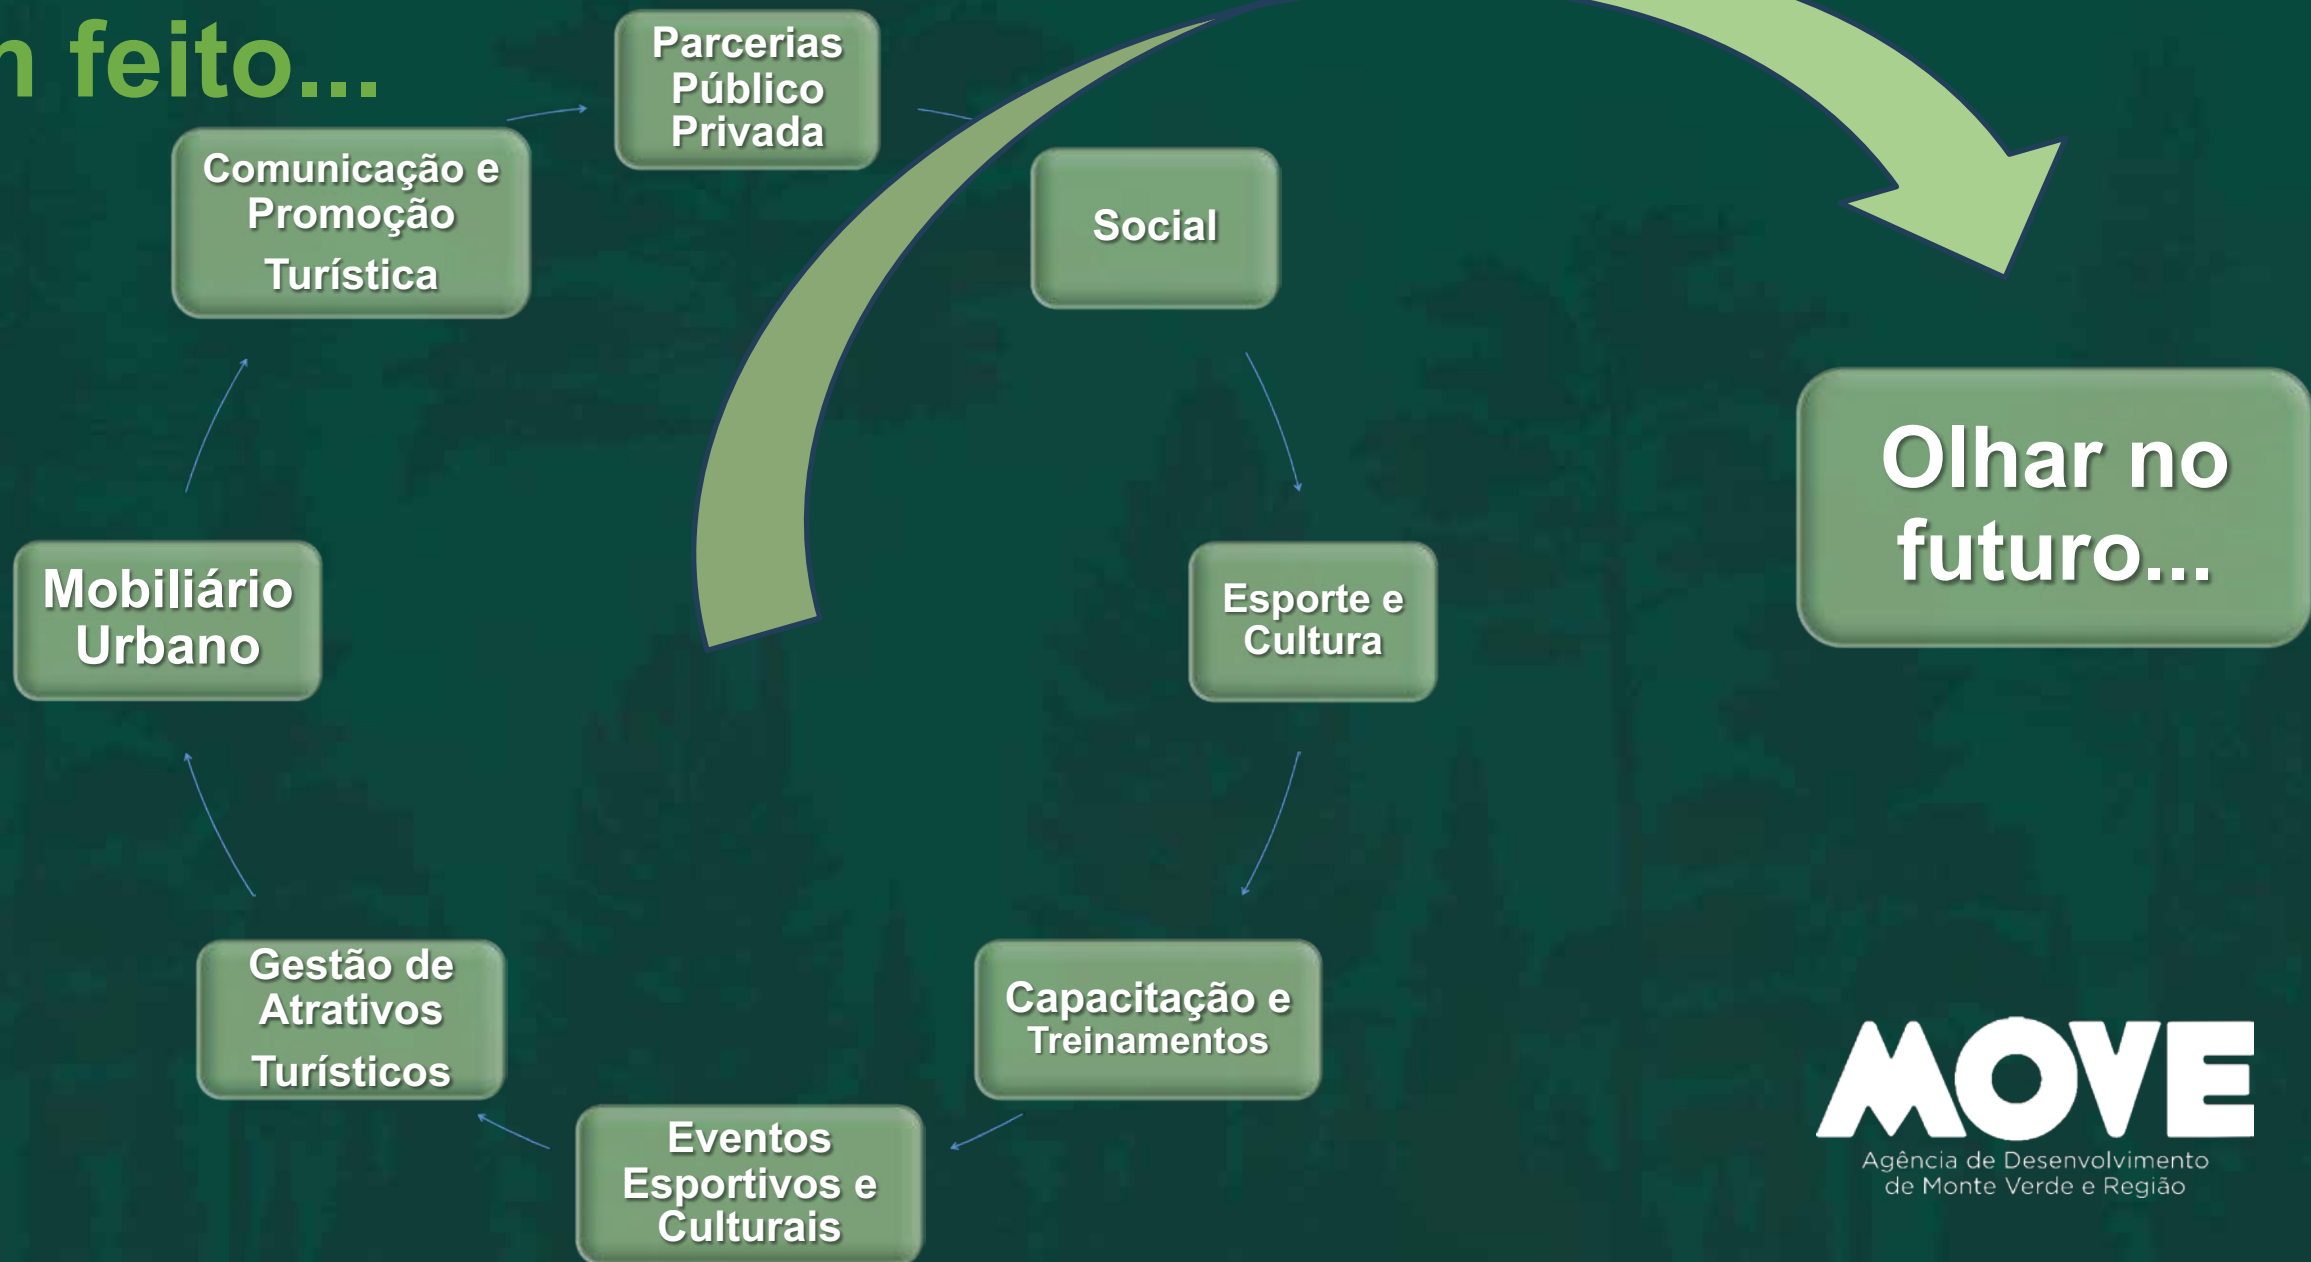 feito...
Parcerias
Público
Privada
Social
Esporte e
Cultura
Capacitação e
Treinamentos
Eventos
Esportivos e
Culturais
Gestão de
Atrativos
Turísticos
Mobiliário
Urbano
Comunicação e
Promoção
Turística
Olhar no
futuro...
MOVE
Agência de Desenvolvimento
de Monte Verde e Região